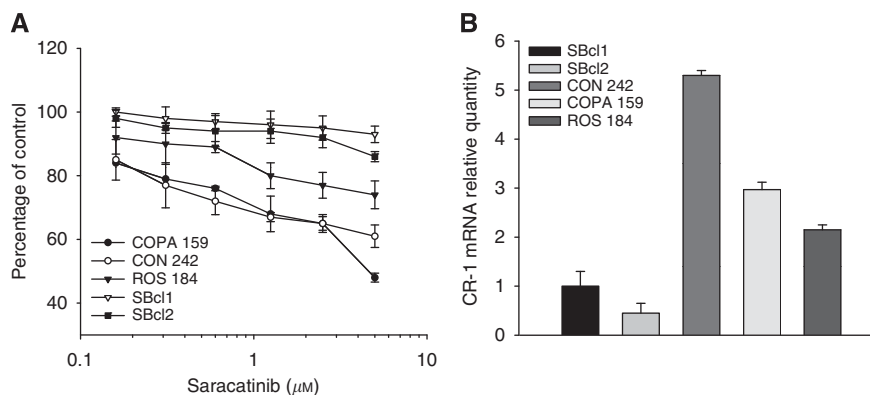 A
120
100
80
60
40
Percentage of control
COPA 159
CON 242
ROS 184
SBcl1
SBcl2
0.1
1
10
Saracatinib (μM)
B
6
5
4
3
2
1
0
CR-1 mRNA relative quantity
SBcl1
SBcl2
CON 242
COPA 159
ROS 184